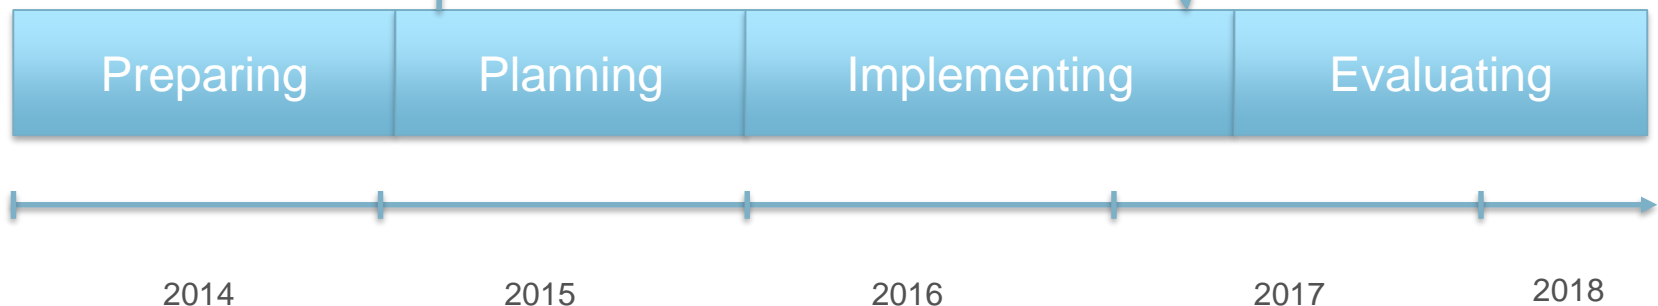 Preparing Planning Implementing Evaluating
2014 2015 2016 2017 2018